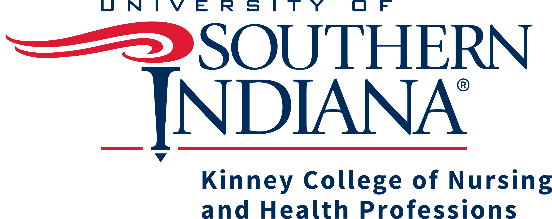 UNIVERSITY OF
SOUTHERN
INDIANA®
Kinney College of Nursing
and Health Professions